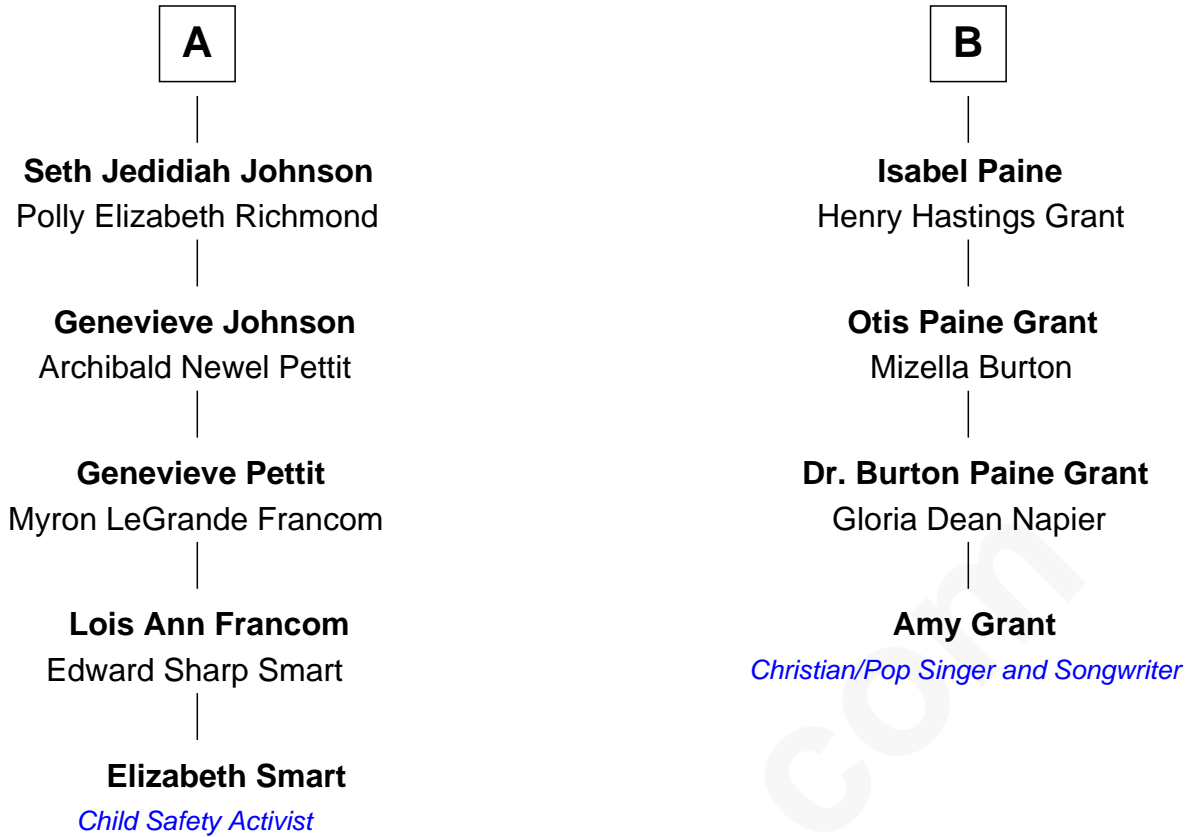 A
Seth Jedidiah Johnson
Polly Elizabeth Richmond
Genevieve Johnson
Archibald Newel Pettit
Genevieve Pettit
Myron LeGrande Francom
Lois Ann Francom
Edward Sharp Smart
Elizabeth Smart
Child Safety Activist
B
Isabel Paine
Henry Hastings Grant
Otis Paine Grant
Mizella Burton
Dr. Burton Paine Grant
Gloria Dean Napier
Amy Grant
Christian/Pop Singer and Songwriter
com